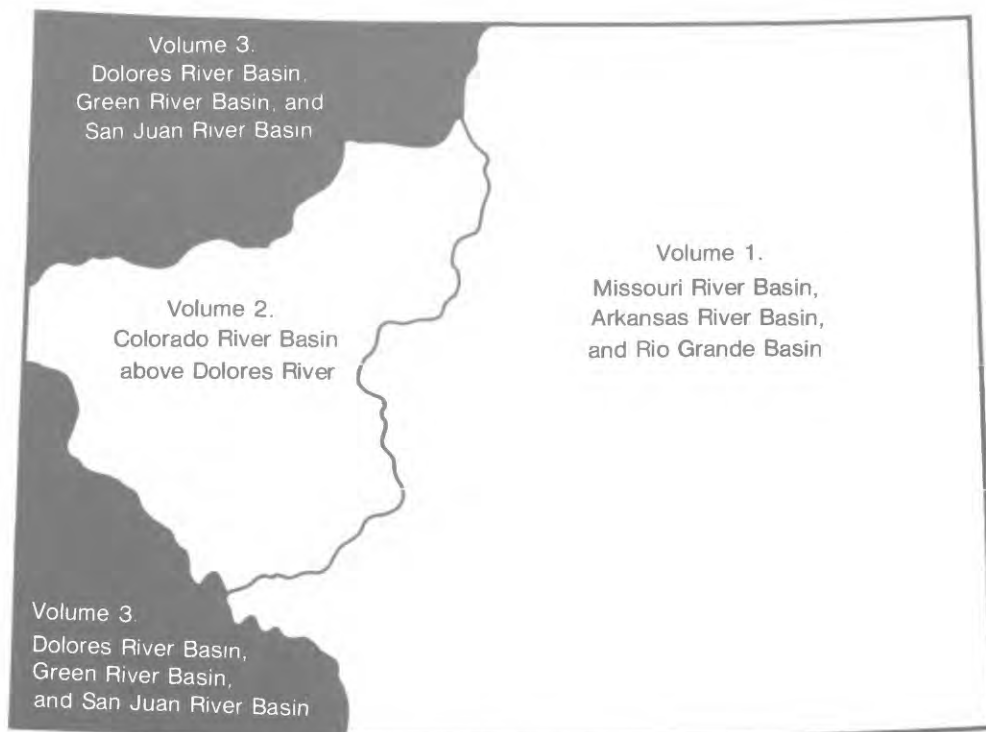 Volume 3.
Dolores River Basin,
Green River Basin, and
San Juan River Basin
Volume 1.
Missouri River Basin,
Arkansas River Basin,
and Rio Grande Basin
Volume 2.
Colorado River Basin
above Dolores River
Volume 3.
Dolores River Basin,
Green River Basin,
and San Juan River Basin